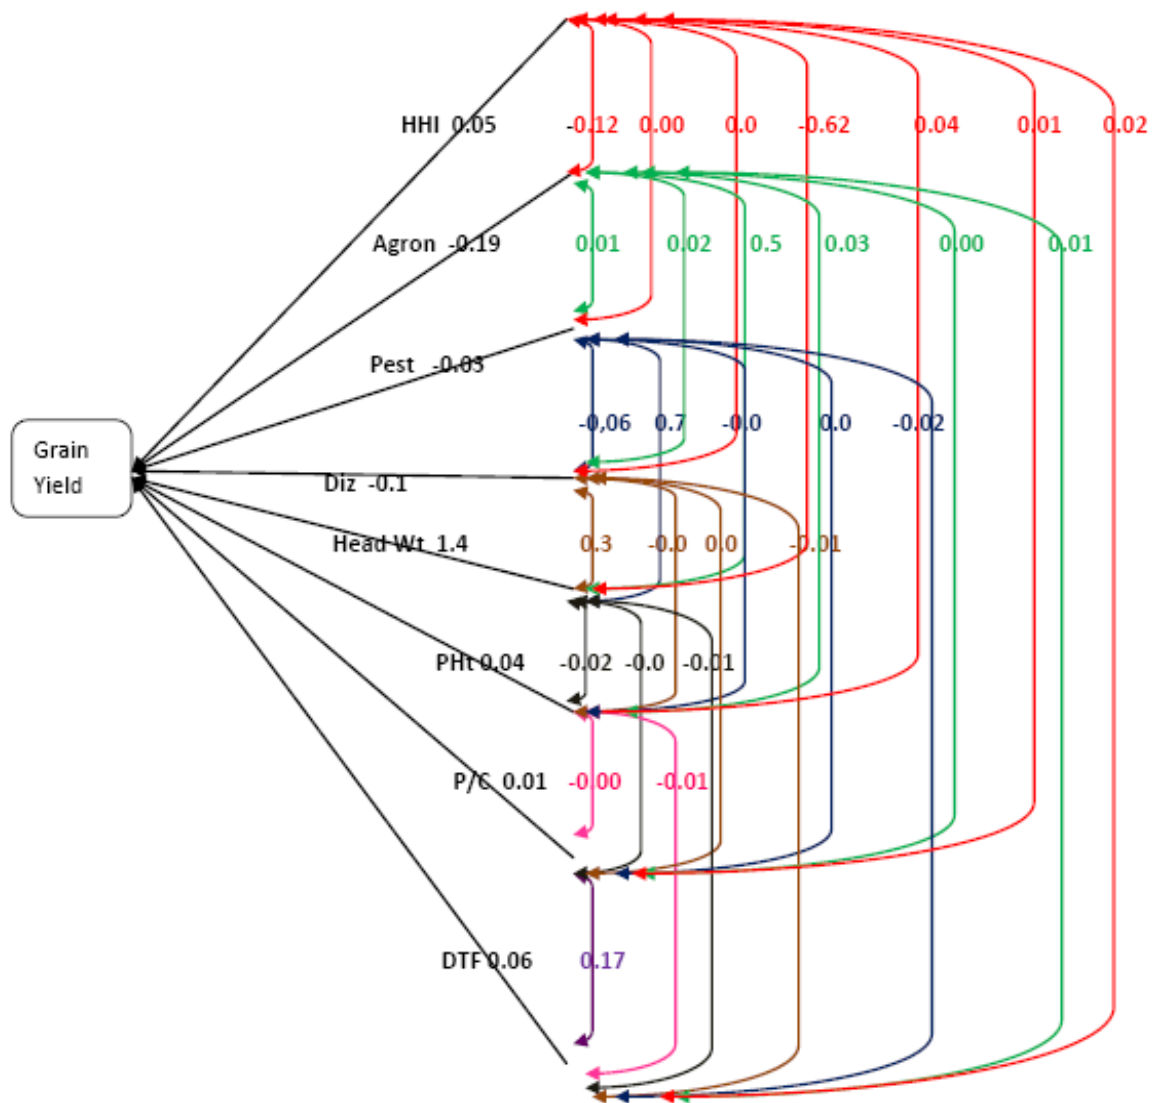 HHI 0.05 -0.12 0.00 0.0 -0.62 0.04 0.01 0.02
Agron -0.19 0.01 0.02 0.5 0.03 0.00 0.01
Pest -0.03
-0,06 0.7 -0.0 0.0 -0.02
Grain
Yield
Diz -0.1
Head Wt 1.4 0.3 -0.0 0.0 -0.01
PHt 0.04 -0.02 -0.0 -0.01
P/C 0.01 -0.00 -0.01
DTF 0.06 0.17